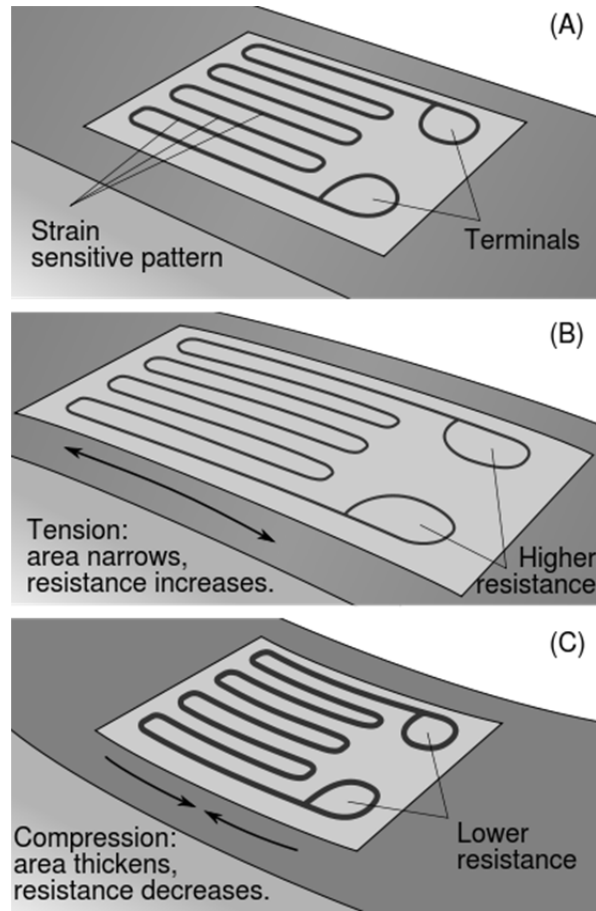 (A)
Strain
sensitive pattern
Terminals
(B)
Tension:
area narrows,
resistance increases.
Higher
resistance
(C)
Compression:
area thickens,
resistance decreases.
Lower
resistance